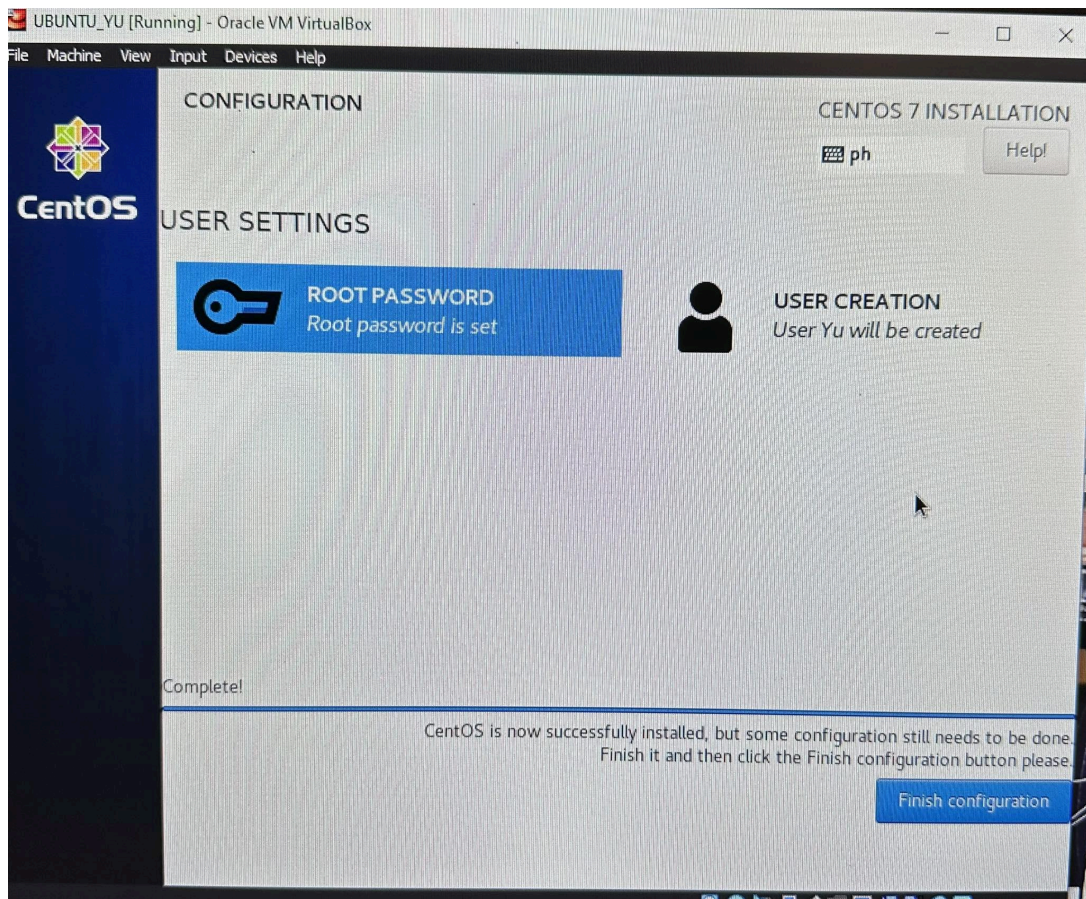 UBUNTU_YU [Running] - Oracle VM VirtualBox
File Machine View Input Devices Help
CONFIGURATION
CENTOS 7 INSTALLATION
ph
Help!
CentOS
USER SETTINGS
ROOT PASSWORD
Root password is set
USER CREATION
User Yu will be created
Complete!
CentOS is now successfully installed, but some configuration still needs to be done.
Finish it and then click the Finish configuration button please.
Finish configuration